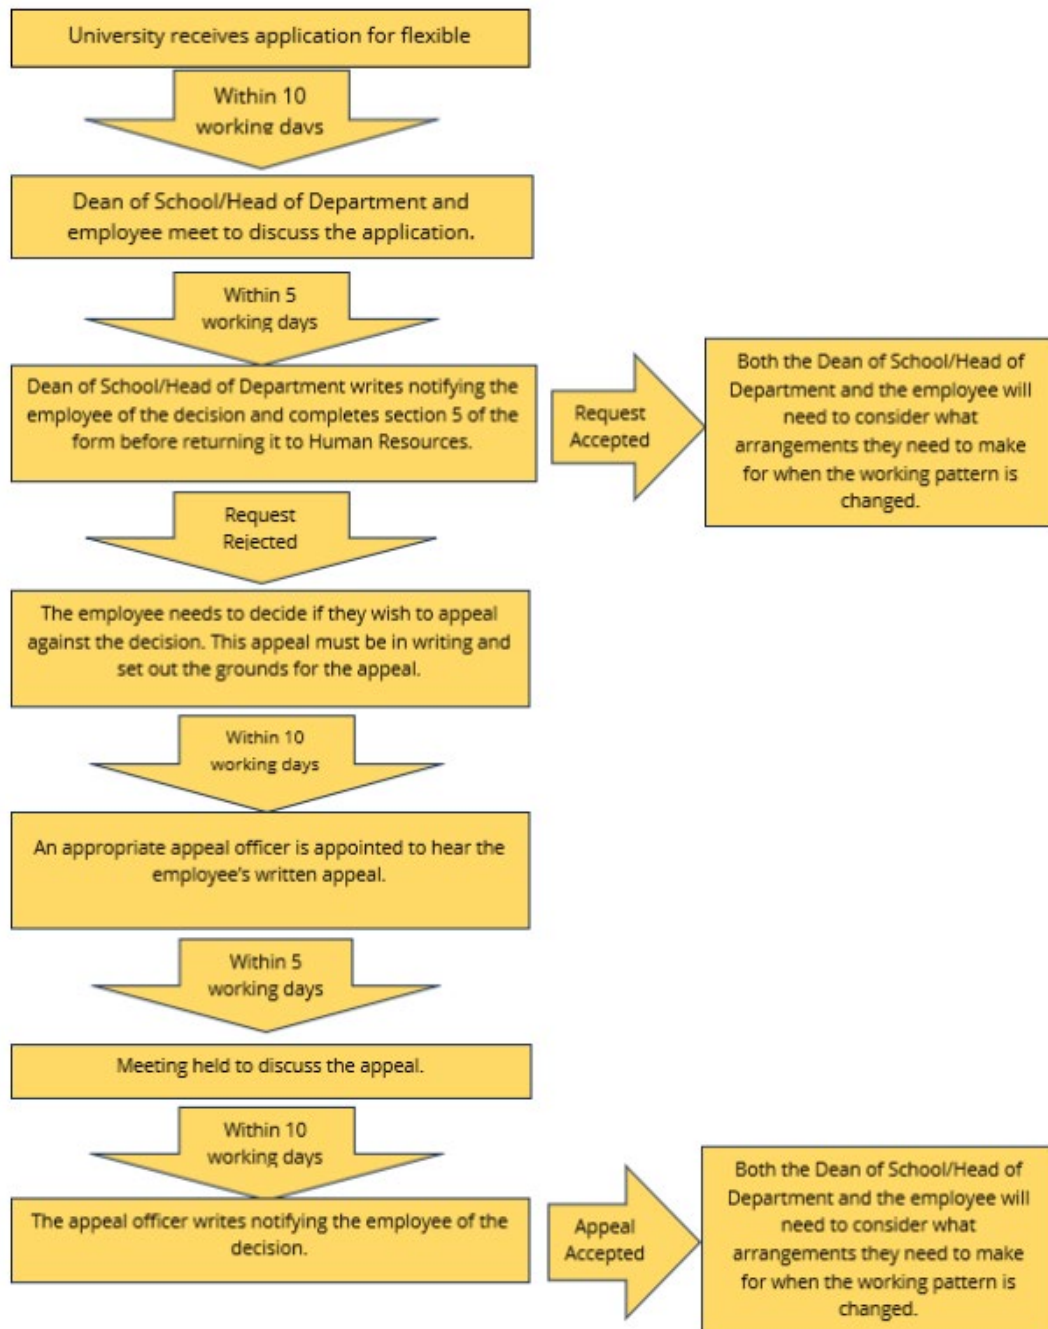 University receives application for flexible
Within 10
working days
Dean of School/Head of Department and
employee meet to discuss the application.
Within 5
working days
Dean of School/Head of Department writes notifying the
employee of the decision and completes section 5 of the
form before returning it to Human Resources.
Request
Accepted
Both the Dean of School/Head of
Department and the employee will
need to consider what
arrangements they need to make
for when the working pattern is
changed.
Request
Rejected
The employee needs to decide if they wish to appeal
against the decision. This appeal must be in writing and
set out the grounds for the appeal.
Within 10
working days
An appropriate appeal officer is appointed to hear the
employee's written appeal.
Within 5
working days
Meeting held to discuss the appeal.
Within 10
working days
The appeal officer writes notifying the employee of the
decision.
Appeal
Accepted
Both the Dean of School/Head of
Department and the employee will
need to consider what
arrangements they need to make
for when the working pattern is
changed.